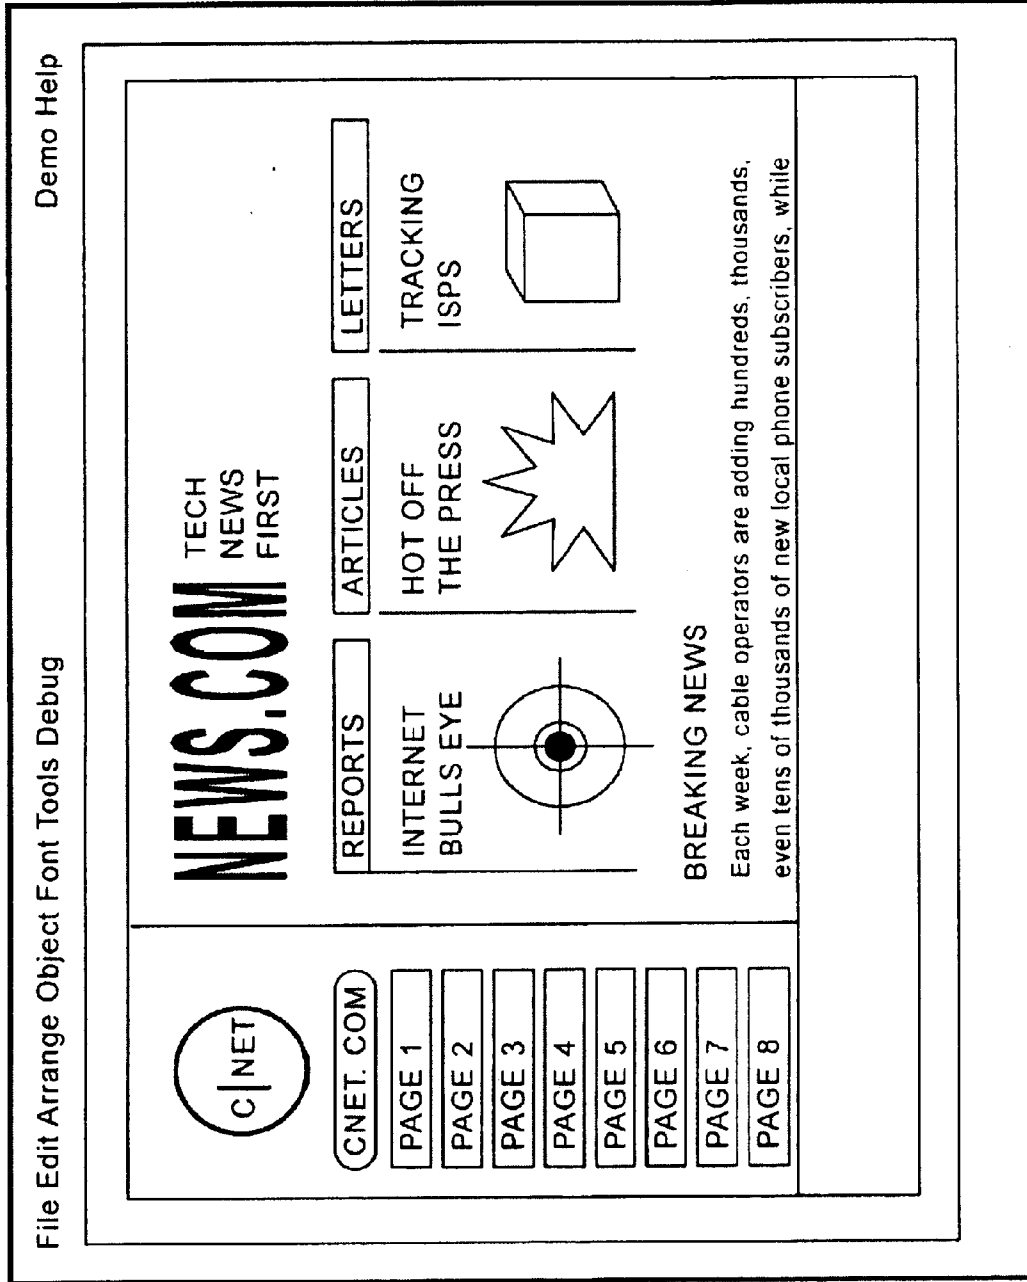 File Edit Arrange Object Font Tools Debug Demo Help
C|NET
CNET. COM
PAGE 1
PAGE 2
PAGE 3
PAGE 4
PAGE 5
PAGE 6
PAGE 7
PAGE 8
NEWS.COM
TECH
NEWS
FIRST
REPORTS
INTERNET
BULLS EYE
ARTICLES
HOT OFF
THE PRESS
LETTERS
TRACKING
ISPS
BREAKING NEWS
Each week, cable operators are adding hundreds, thousands,
even tens of thousands of new local phone subscribers, while